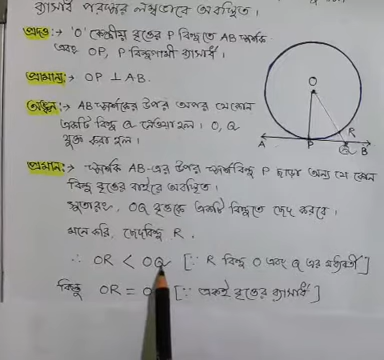 ব্যাসার্ধ পরস্পর লম্বভাবে অবস্থিত।
প্রদত্ত :→ 'O' কেন্দ্রীয় বৃত্তের P বিন্দুতে AB স্পর্শক
এবং OP, P বিন্দুগামী ব্যাসার্ধ।
প্রামাণ্য :→ OP ⊥ AB.
অঙ্কন :→ AB স্পর্শকের উপর অপর যেকোন
একটি বিন্দু Q নেওয়া হল। O, Q
যুক্ত করা হল।
প্রমাণ :→ স্পর্শক AB-এর উপর স্পর্শবিন্দু P ছাড়া অন্য যে কোন
বিন্দু বৃত্তের বাইরে অবস্থিত।
সুতরাং, OQ বৃত্তকে একটি বিন্দুতে ছেদ করবে।
মনে করি, ছেদবিন্দু R.
∴ OR < OQ [∵ R বিন্দু O এবং Q এর মধ্যবর্তী]
কিন্তু OR = O [∵ একই বৃত্তের ব্যাসার্ধ]
O
R
A P Q B